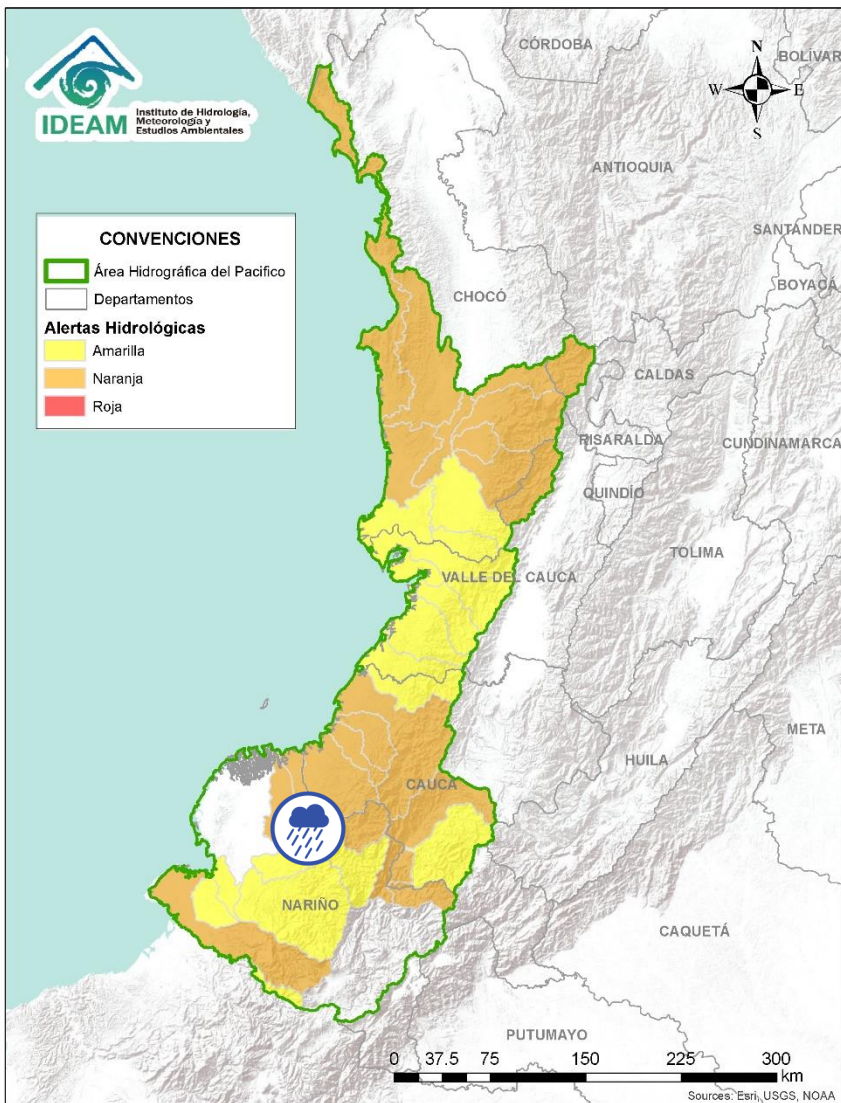 IDEAM
Instituto de Hidrología,
Meteorología y
Estudios Ambientales
CÓRDOBA
BOLÍVAR
N
W
E
S
ANTIOQUIA
SANTANDER
BOYACÁ
CONVENCIONES
Área Hidrográfica del Pacifico
Departamentos
Alertas Hidrológicas
Amarilla
Naranja
Roja
CHOCÓ
CALDAS
RISARALDA
CUNDINAMARCA
QUINDÍO
TOLIMA
VALLE DEL CAUCA
META
HUILA
CAUCA
NARIÑO
CAQUETÁ
PUTUMAYO
0 37.5 75 150 225 300
km
Sources: Esri, USGS, NOAA